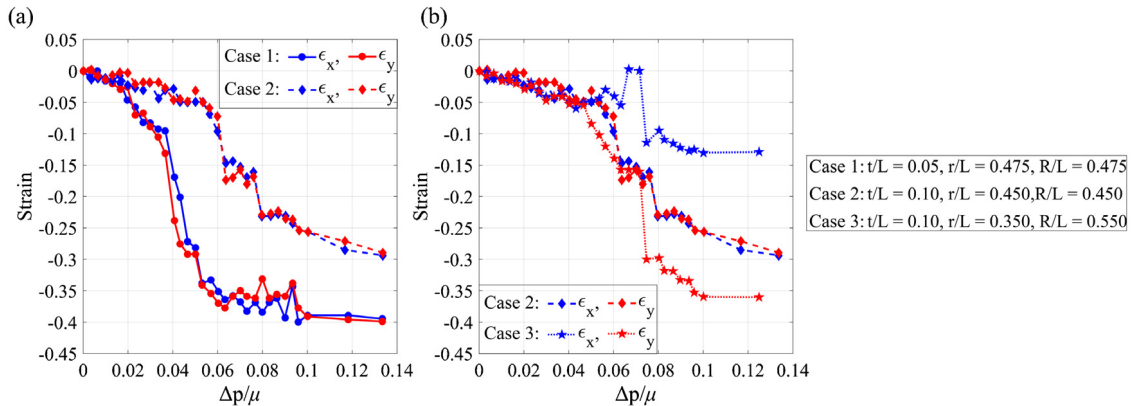 (a)
Case 1: ϵx, ϵy
Case 2: ϵx, ϵy
0.05
0
-0.05
-0.1
-0.15
-0.2
-0.25
-0.3
-0.35
-0.4
-0.45
Strain
0 0.02 0.04 0.06 0.08 0.1 0.12 0.14
Δp/μ
(b)
0.05
0
-0.05
-0.1
-0.15
-0.2
-0.25
-0.3
-0.35
-0.4
-0.45
Strain
Case 2: ϵx, ϵy
Case 3: ϵx, ϵy
0 0.02 0.04 0.06 0.08 0.1 0.12 0.14
Δp/μ
Case 1: t/L = 0.05, r/L = 0.475, R/L = 0.475
Case 2: t/L = 0.10, r/L = 0.450,R/L = 0.450
Case 3: t/L = 0.10, r/L = 0.350, R/L = 0.550